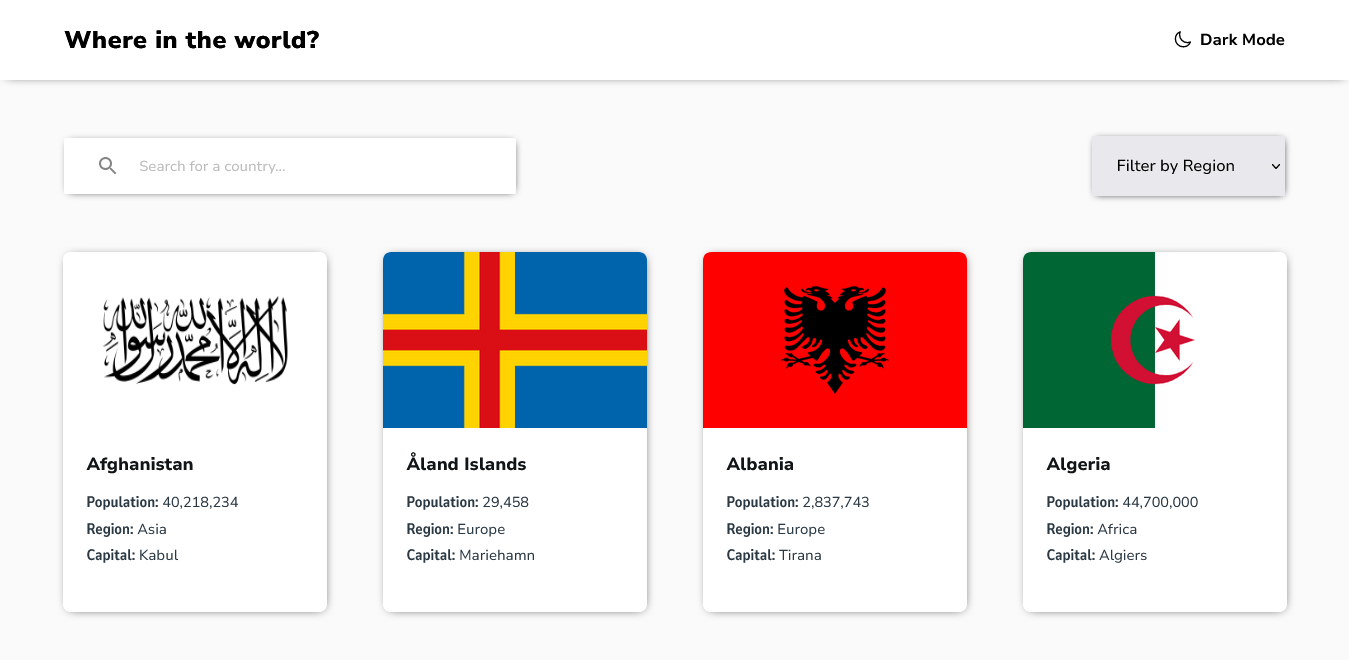 Where in the world?
Dark Mode
Search for a country...
Filter by Region
لا إله إلا الله محمد رسول الله
Afghanistan
Population: 40,218,234
Region: Asia
Capital: Kabul
Åland Islands
Population: 29,458
Region: Europe
Capital: Mariehamn
Albania
Population: 2,837,743
Region: Europe
Capital: Tirana
Algeria
Population: 44,700,000
Region: Africa
Capital: Algiers